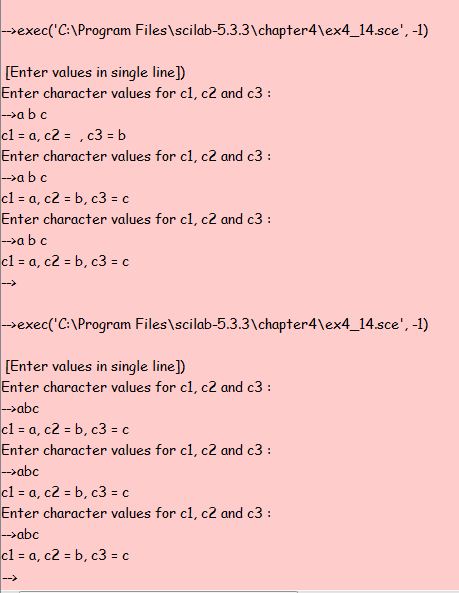 -->exec('C:\Program Files\scilab-5.3.3\chapter4\ex4_14.sce', -1)
[Enter values in single line])
Enter character values for c1, c2 and c3 :
-->a b c
c1 = a, c2 =  , c3 = b
Enter character values for c1, c2 and c3 :
-->a b c
c1 = a, c2 = b, c3 = c
Enter character values for c1, c2 and c3 :
-->a b c
c1 = a, c2 = b, c3 = c
-->
-->exec('C:\Program Files\scilab-5.3.3\chapter4\ex4_14.sce', -1)
[Enter values in single line])
Enter character values for c1, c2 and c3 :
-->abc
c1 = a, c2 = b, c3 = c
Enter character values for c1, c2 and c3 :
-->abc
c1 = a, c2 = b, c3 = c
Enter character values for c1, c2 and c3 :
-->abc
c1 = a, c2 = b, c3 = c
-->